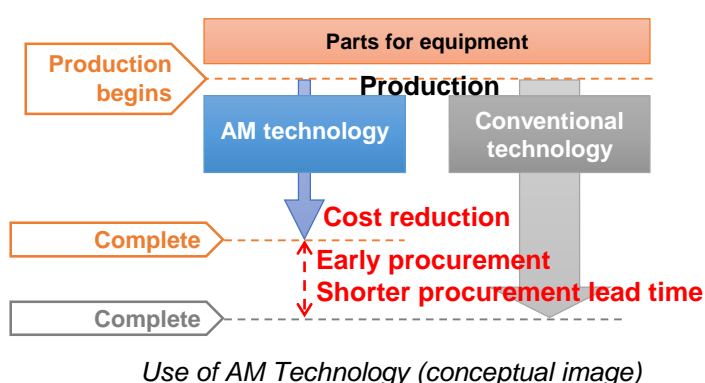 Parts for equipment
Production
begins
Production
AM technology
Conventional
technology
Cost reduction
Complete
Early procurement
Shorter procurement lead time
Complete
Use of AM Technology (conceptual image)